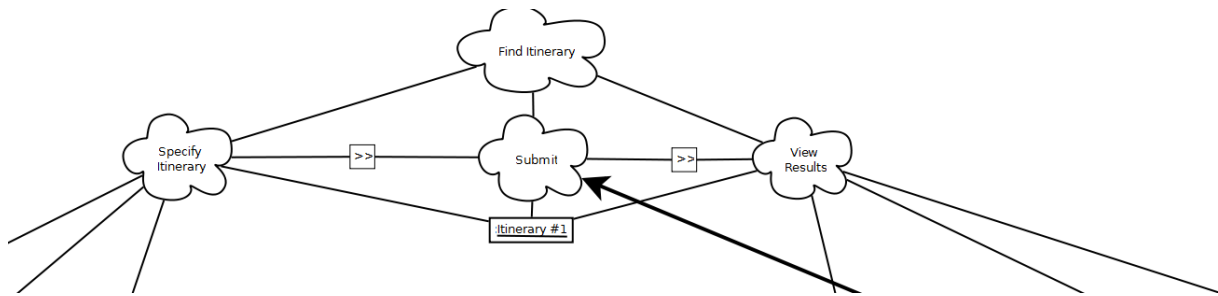 Find Itinerary
Specify
Itinerary
>>
Submit
>>
View
Results
:Itinerary #1